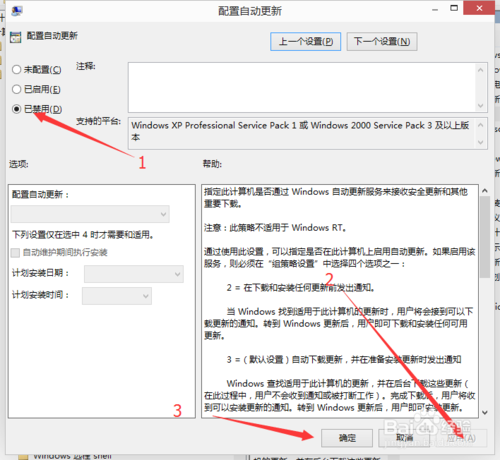 配置自动更新
配置自动更新
上一个设置(P)
下一个设置(N)
未配置(C)
注释:
已启用(E)
已禁用(D)
1
支持的平台:
Windows XP Professional Service Pack 1 或 Windows 2000 Service Pack 3 及以上版
本
选项:
帮助:
配置自动更新:
下列设置仅在选中 4 时才需要和适用。
自动维护期间执行安装
计划安装日期:
计划安装时间:
指定此计算机是否通过 Windows 自动更新服务来接收安全更新和其他
重要下载。
注意: 此策略不适用于 Windows RT。
通过使用此设置，可以指定是否在此计算机上启用自动更新。如果启用该
服务，则必须在“组策略设置”中选择四个选项之一:
2
2 = 在下载和安装任何更新前发出通知。
当 Windows 找到适用于此计算机的更新时，用户将会接到可以下
载更新的通知。转到 Windows 更新后，用户即可下载和安装任何可用
更新。
3 = (默认设置)自动下载更新，并在准备安装更新时发出通知
Windows 查找适用于此计算机的更新，并在后台下载这些更新(
在此过程中，用户不会收到通知或被打断工作)。完成下载后，用户将收
到可以安装更新的通知。转到 Windows 更新后，用户即可安装更新。
3
确定
取消
应用(A)
Windows 远程 Shell